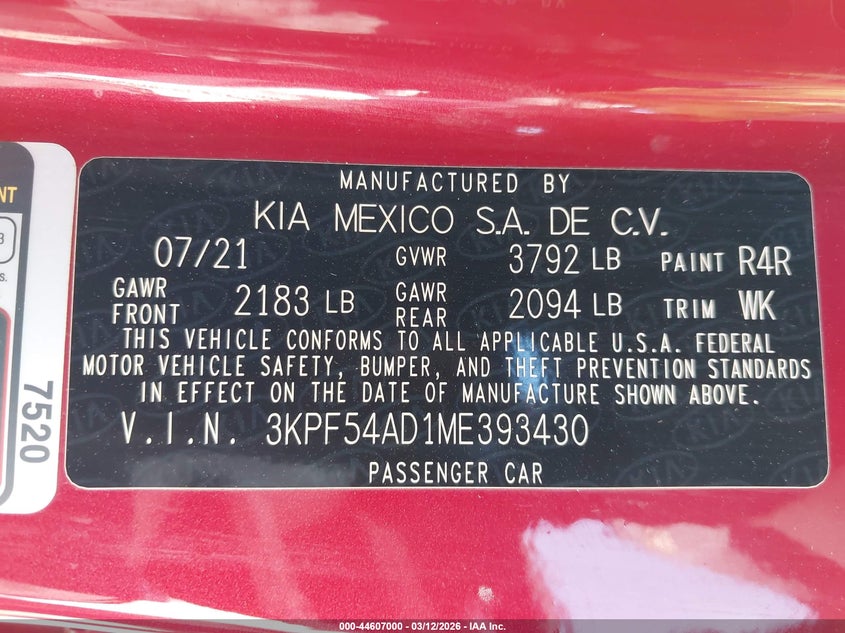 MANUFACTURED BY
KIA MEXICO S.A. DE C.V.
07/21 GVWR 3792 LB PAINT R4R
GAWR FRONT 2183 LB GAWR REAR 2094 LB TRIM WK
THIS VEHICLE CONFORMS TO ALL APPLICABLE U.S.A. FEDERAL
MOTOR VEHICLE SAFETY, BUMPER, AND THEFT PREVENTION STANDARDS
IN EFFECT ON THE DATE OF MANUFACTURE SHOWN ABOVE.
V.I.N. 3KPF54AD1ME393430
PASSENGER CAR
7520
000-44607000 - 03/12/2026 - IAA Inc.